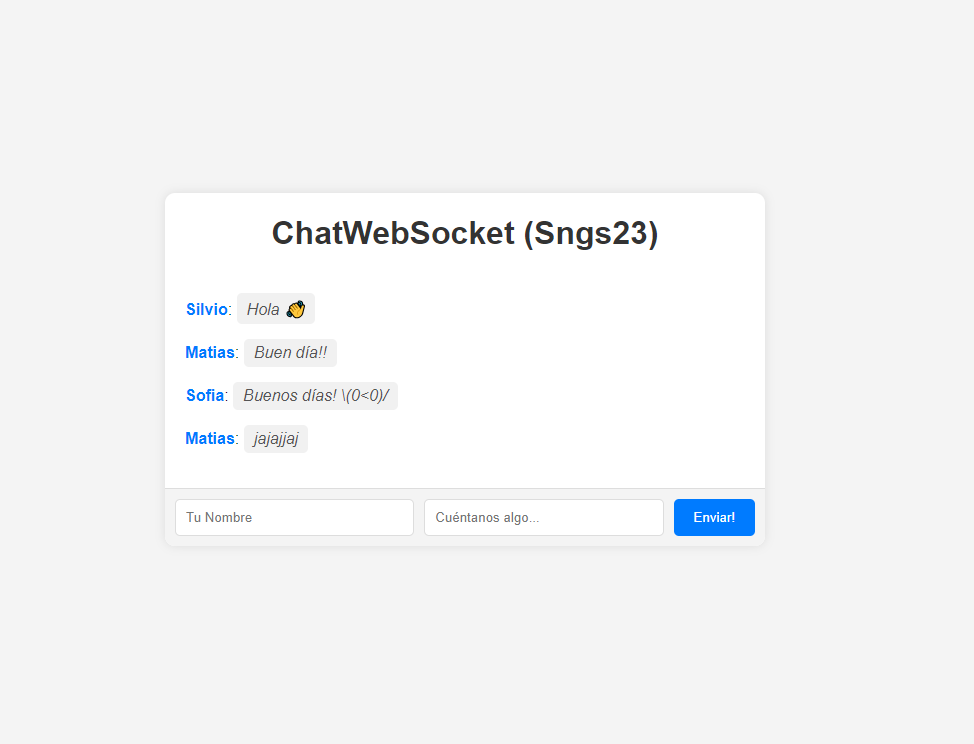 ChatWebSocket (Sngs23)
Silvio: Hola 👋
Matias: Buen día!!
Sofia: Buenos días! \(0<0)/
Matias: jajajjaj
Tu Nombre
Cuéntanos algo...
Enviar!